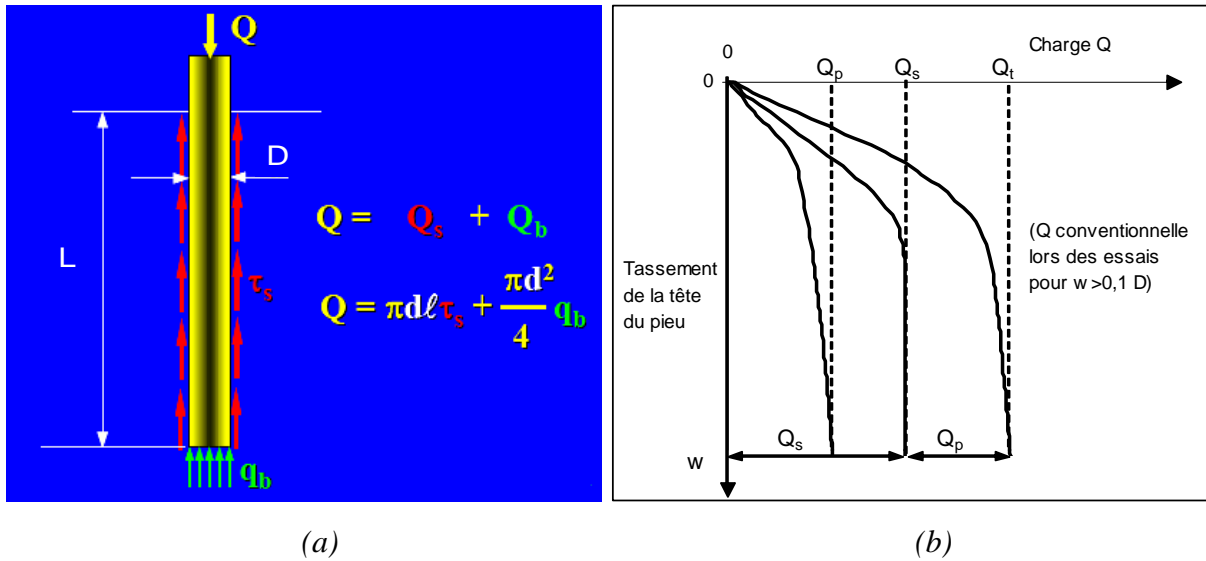 Q
D
L
τs
Q = Qs + Qb
Q = πdℓτs + πd²/4 qb
qb
(a)
0
Charge Q
0
Qp
Qs
Qt
Tassement
de la tête
du pieu
(Q conventionnelle
lors des essais
pour w >0,1 D)
Qs
Qp
w
(b)